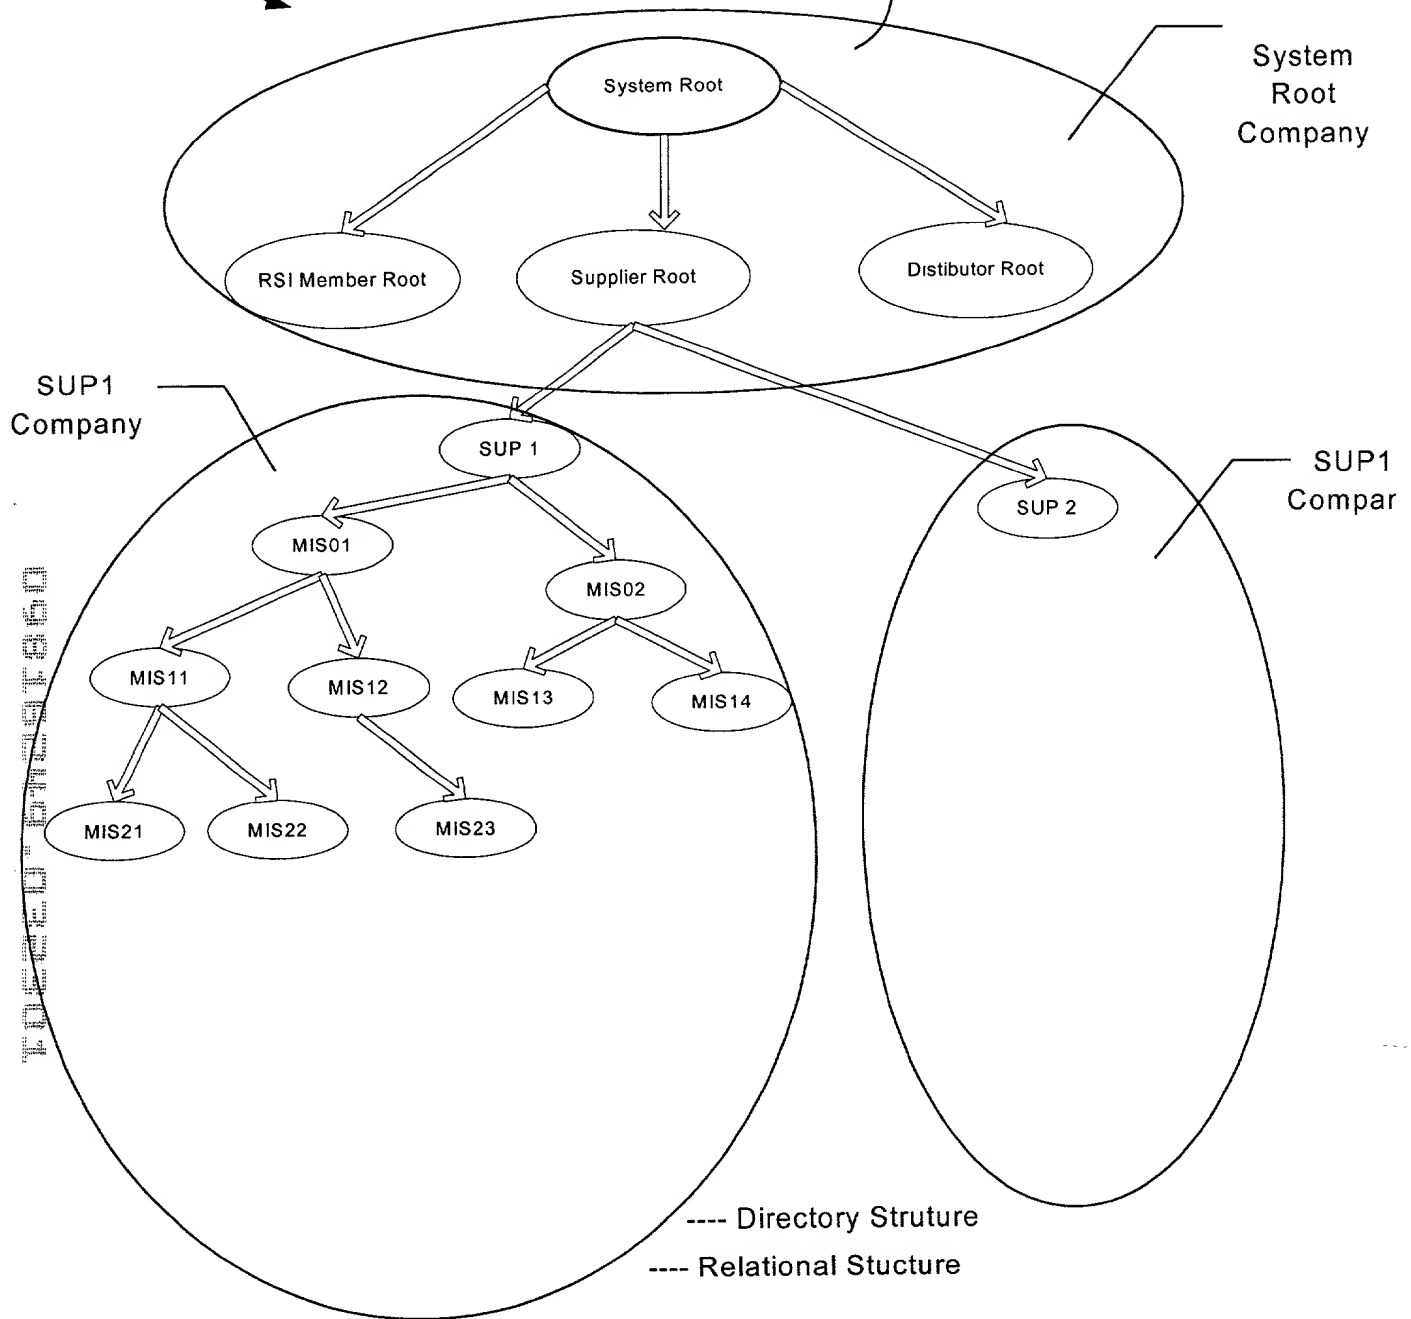 System Root
System
Root
Company
RSI Member Root
Supplier Root
Distibutor Root
SUP1
Company
SUP 1
SUP1
Compar
SUP 2
MIS01
MIS02
MIS11
MIS12
MIS13
MIS14
MIS21
MIS22
MIS23
---- Directory Struture
---- Relational Stucture